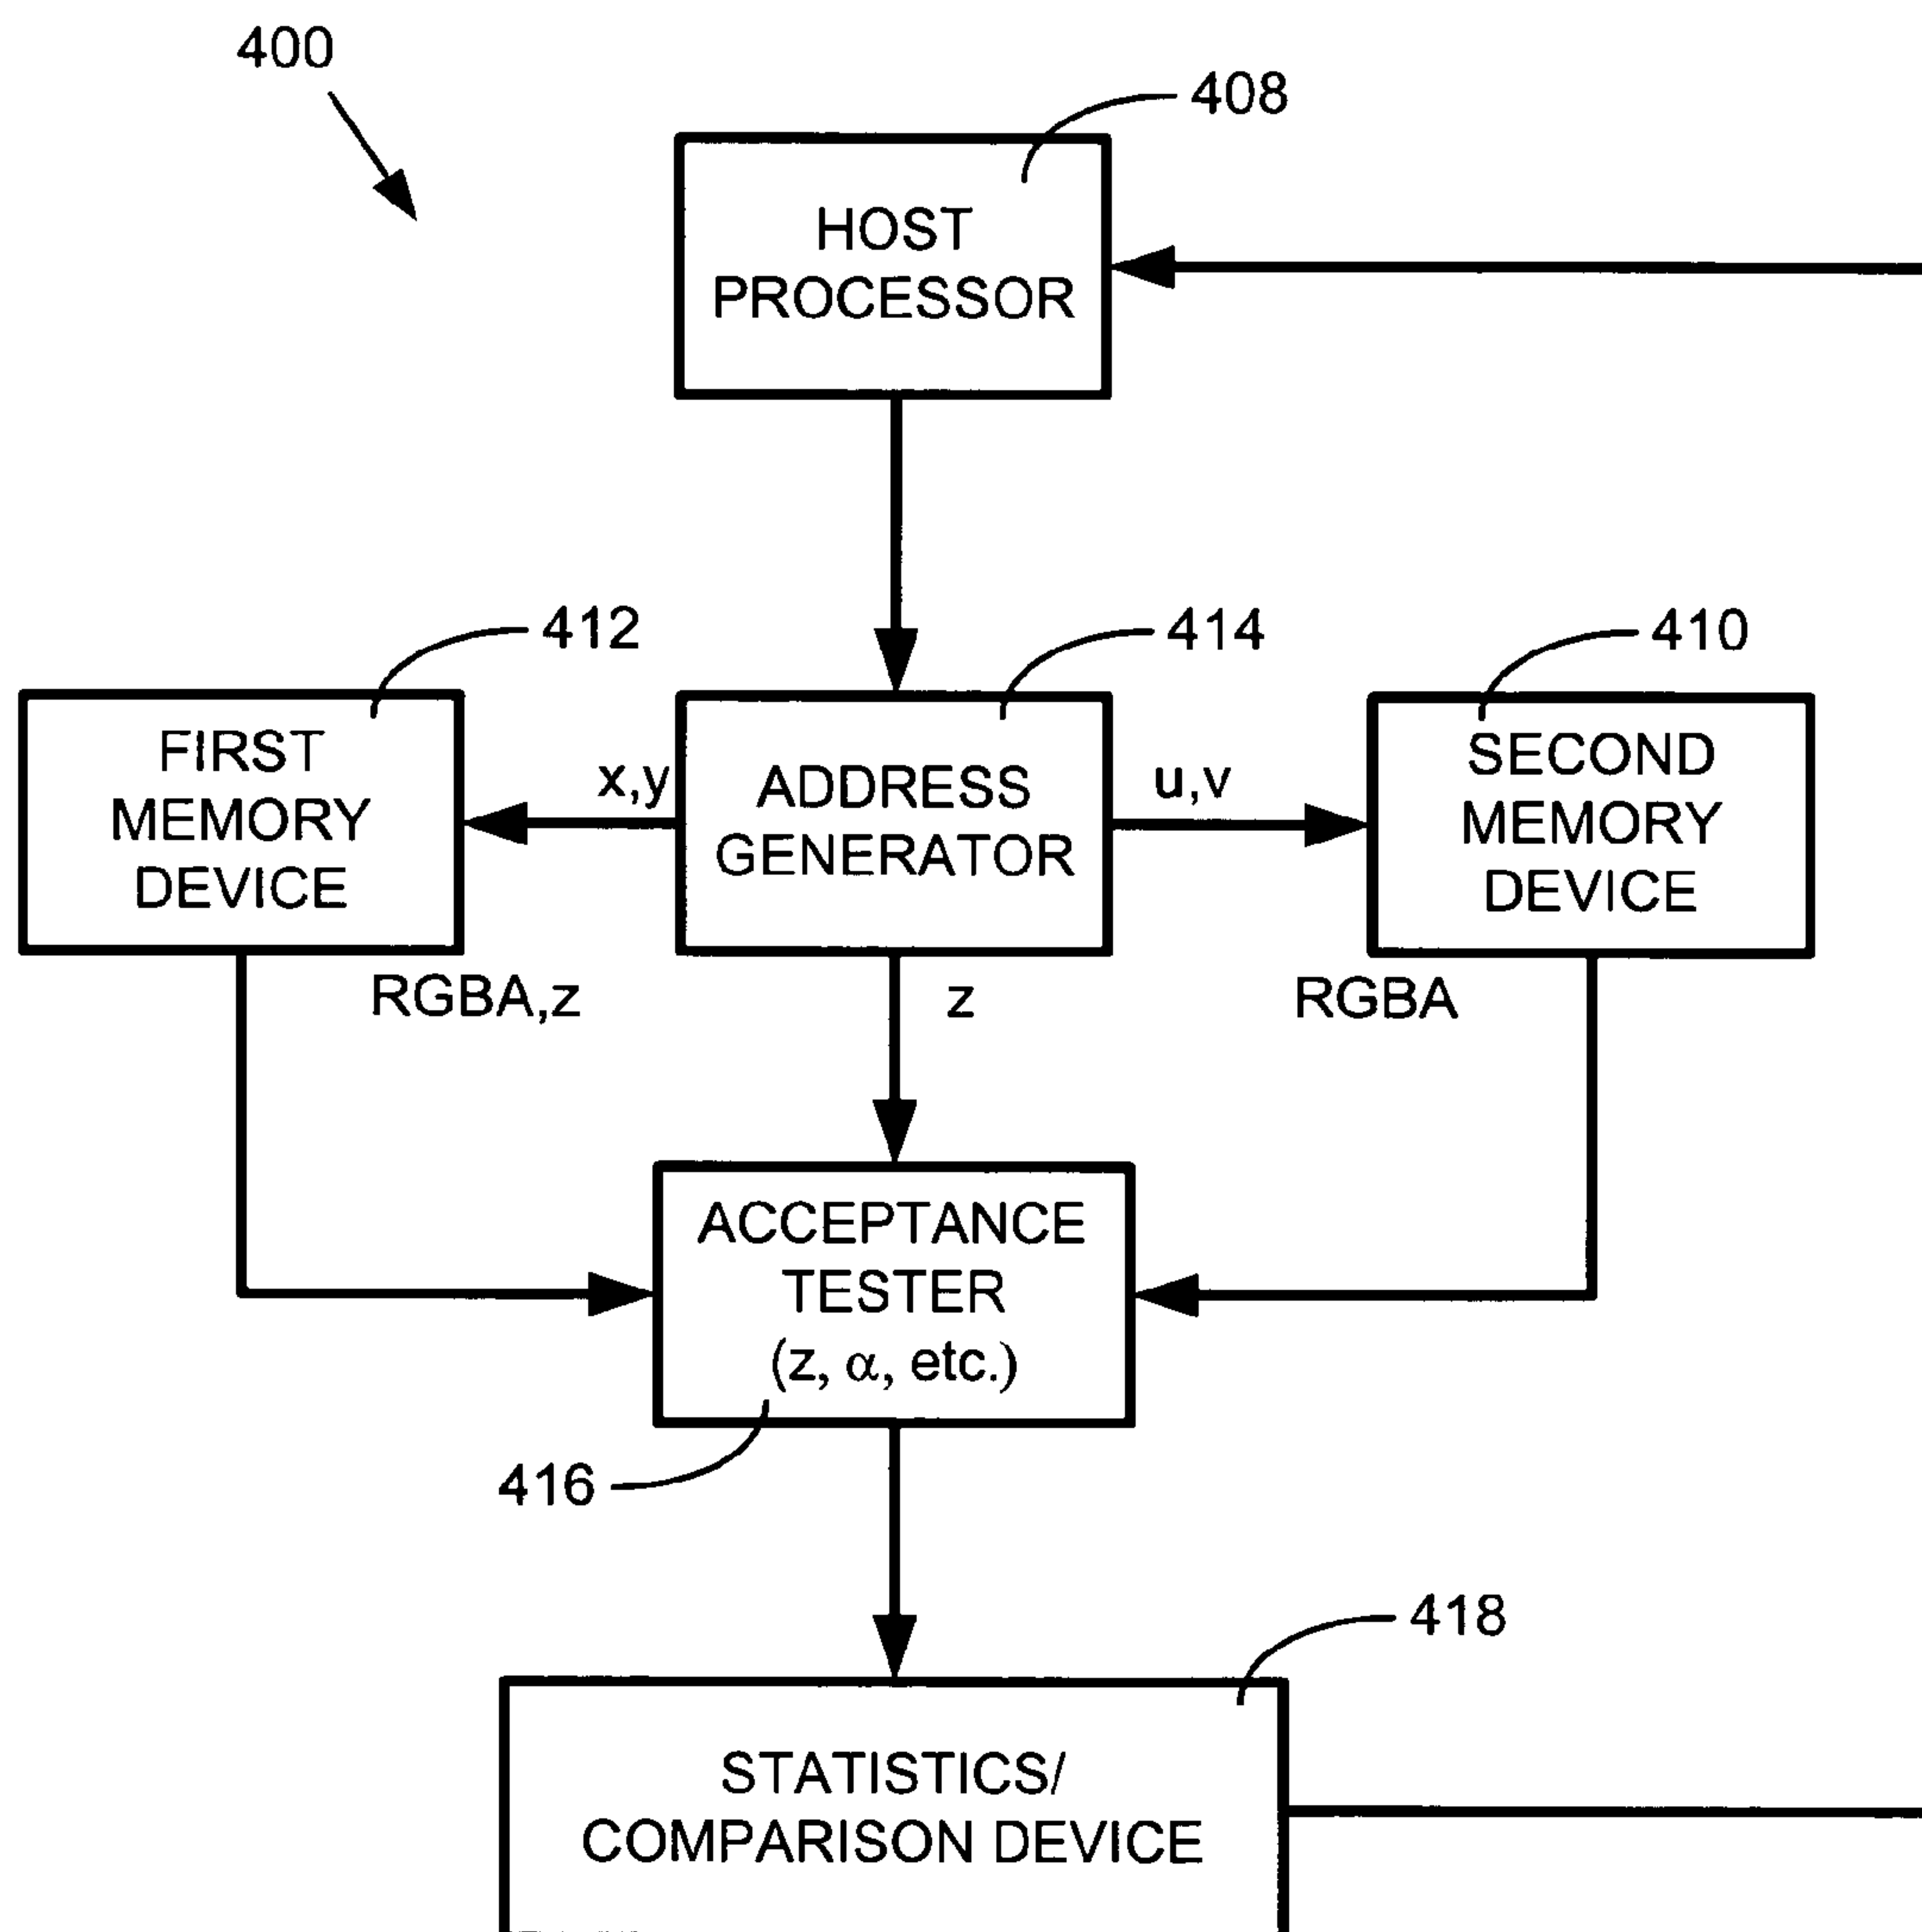 400
408
HOST
PROCESSOR
412
414
410
FIRST
MEMORY
DEVICE
x,y
ADDRESS
GENERATOR
u,v
SECOND
MEMORY
DEVICE
RGBA,z
z
RGBA
ACCEPTANCE
TESTER
(z, α, etc.)
416
418
STATISTICS/
COMPARISON DEVICE